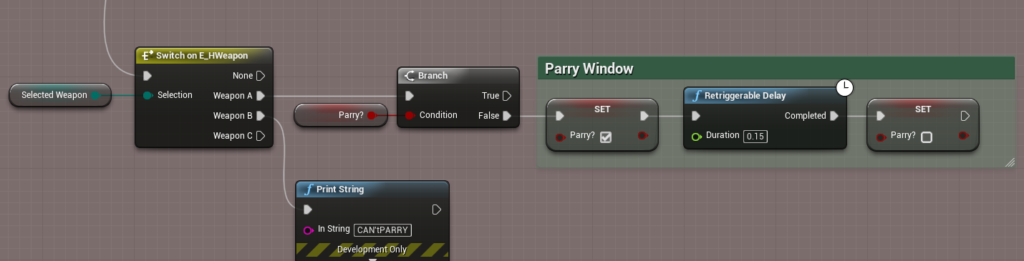 Switch on E_HWeapon
None
Selected Weapon
Selection
Weapon A
Weapon B
Weapon C
Branch
True
Parry?
Condition
False
Parry Window
SET
Parry?
Retriggerable Delay
Completed
Duration 0.15
SET
Parry?
Print String
In String CAN'tPARRY
Development Only